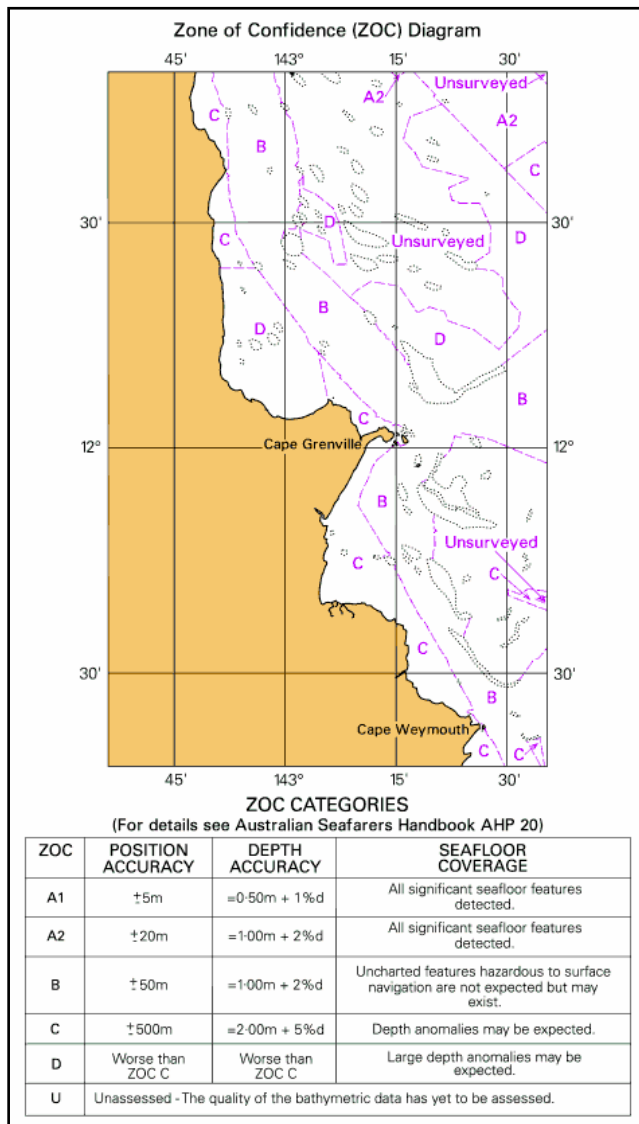 Zone of Confidence (ZOC) Diagram
45' 143° 15' 30'
Unsurveyed
A2
C
A2
B
C
30' 30'
D
C
Unsurveyed
D
B
D
D
B
C
Cape Grenville
12° 12°
B
Unsurveyed
C
C
C
30' 30'
B
Cape Weymouth
C
C
45' 143° 15' 30'
ZOC CATEGORIES
(For details see Australian Seafarers Handbook AHP 20)
ZOC POSITION ACCURACY DEPTH ACCURACY SEAFLOOR COVERAGE
A1 ±5m =0·50m + 1%d All significant seafloor features detected.
A2 ±20m =1·00m + 2%d All significant seafloor features detected.
B ±50m =1·00m + 2%d Uncharted features hazardous to surface navigation are not expected but may exist.
C ±500m =2·00m + 5%d Depth anomalies may be expected.
D Worse than ZOC C Worse than ZOC C Large depth anomalies may be expected.
U Unassessed - The quality of the bathymetric data has yet to be assessed.